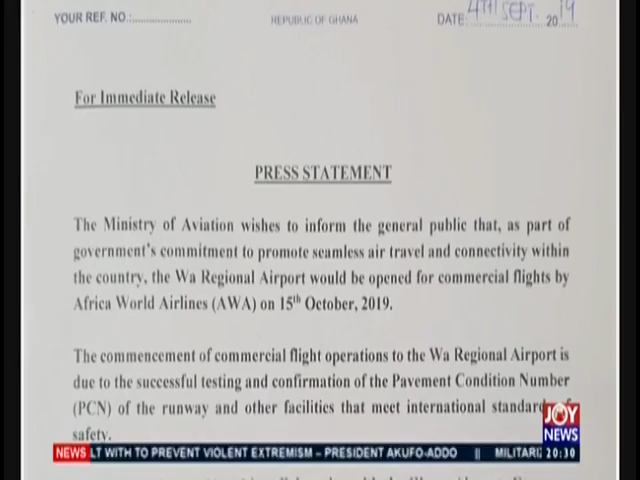 YOUR REF. NO.:....................
REPUBLIC OF GHANA
DATE: 4TH SEPT. 2019
For Immediate Release
PRESS STATEMENT
The Ministry of Aviation wishes to inform the general public that, as part of
government's commitment to promote seamless air travel and connectivity within
the country, the Wa Regional Airport would be opened for commercial flights by
Africa World Airlines (AWA) on 15th October, 2019.
The commencement of commercial flight operations to the Wa Regional Airport is
due to the successful testing and confirmation of the Pavement Condition Number
(PCN) of the runway and other facilities that meet international standard
safety.
JOY
NEWS
NEWS LT WITH TO PREVENT VIOLENT EXTREMISM – PRESIDENT AKUFO-ADDO || MILITARI 20:30